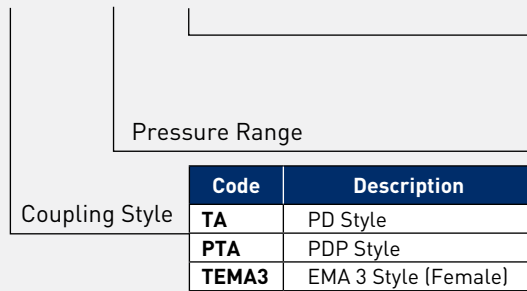 Pressure Range
Code Description
Coupling Style TA PD Style
PTA PDP Style
TEMA3 EMA 3 Style (Female)